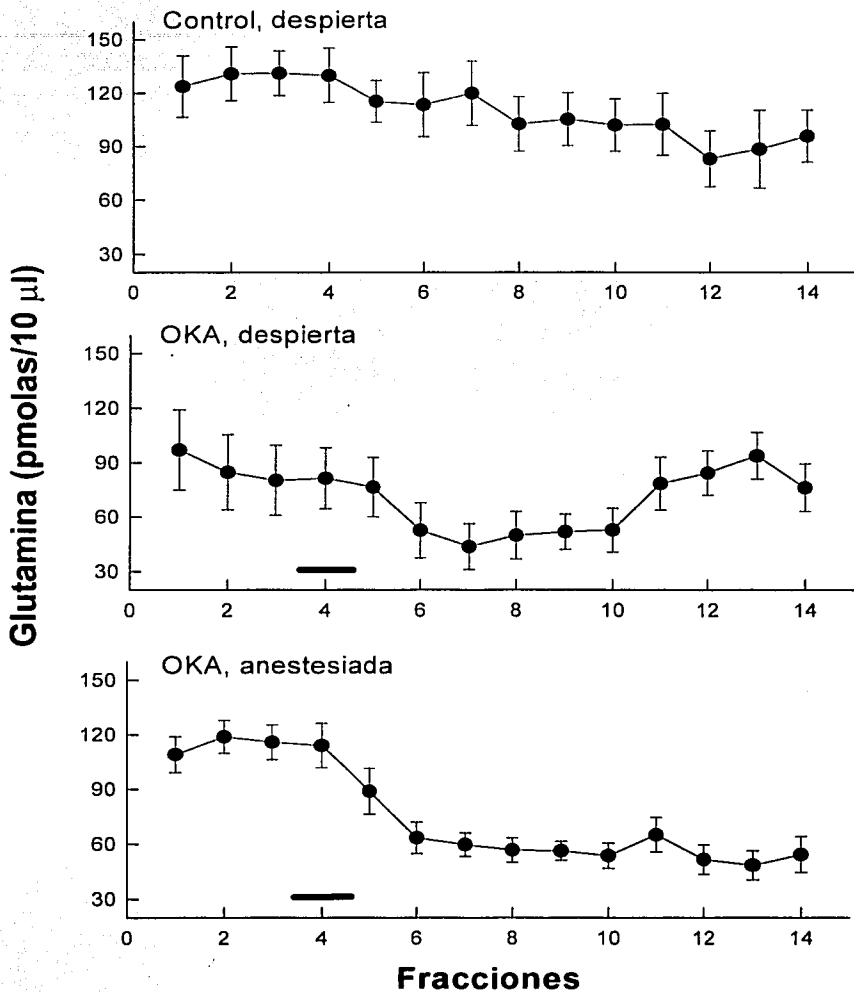 Glutamina (pmolas/10 µl)
Control, despierta
150
120
90
60
30
0 2 4 6 8 10 12 14
OKA, despierta
150
120
90
60
30
0 2 4 6 8 10 12 14
OKA, anestesiada
150
120
90
60
30
0 2 4 6 8 10 12 14
Fracciones